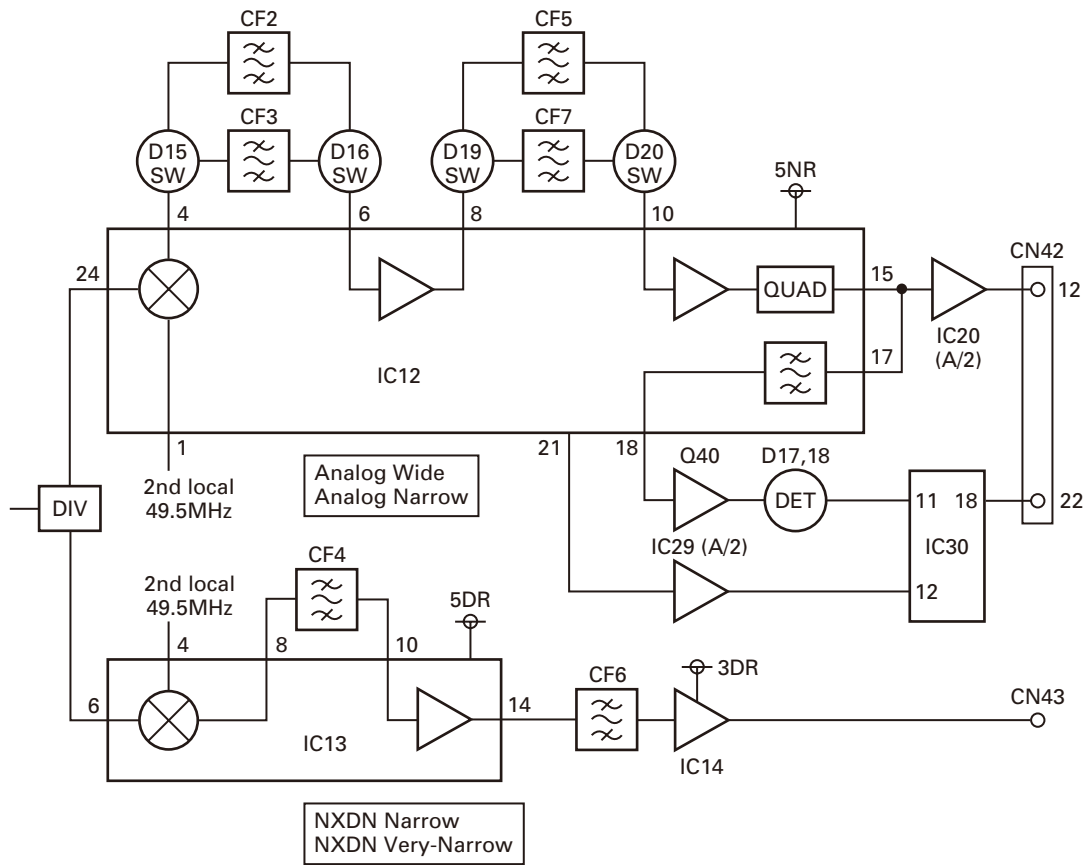 CF2
CF5
CF3
CF7
D15
SW
D16
SW
D19
SW
D20
SW
5NR
4
6
8
10
CN42
24
QUAD
15
12
IC20
(A/2)
17
IC12
1
21
18
Q40
D17,18
2nd local
49.5MHz
Analog Wide
Analog Narrow
DIV
DET
11
18
22
IC29 (A/2)
IC30
CF4
2nd local
49.5MHz
5DR
12
4
8
10
CF6
3DR
6
14
CN43
IC13
IC14
NXDN Narrow
NXDN Very-Narrow